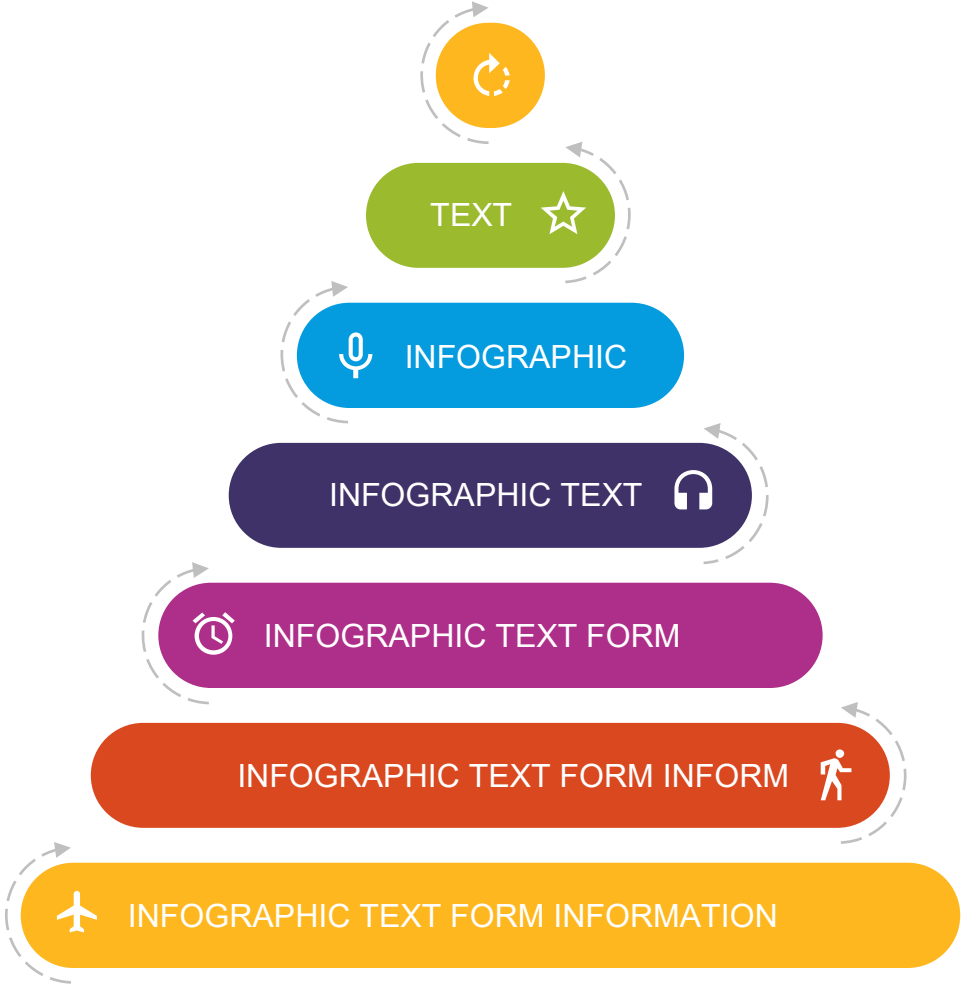 TEXT
INFOGRAPHIC
INFOGRAPHIC TEXT
INFOGRAPHIC TEXT FORM
INFOGRAPHIC TEXT FORM INFORM
INFOGRAPHIC TEXT FORM INFORMATION